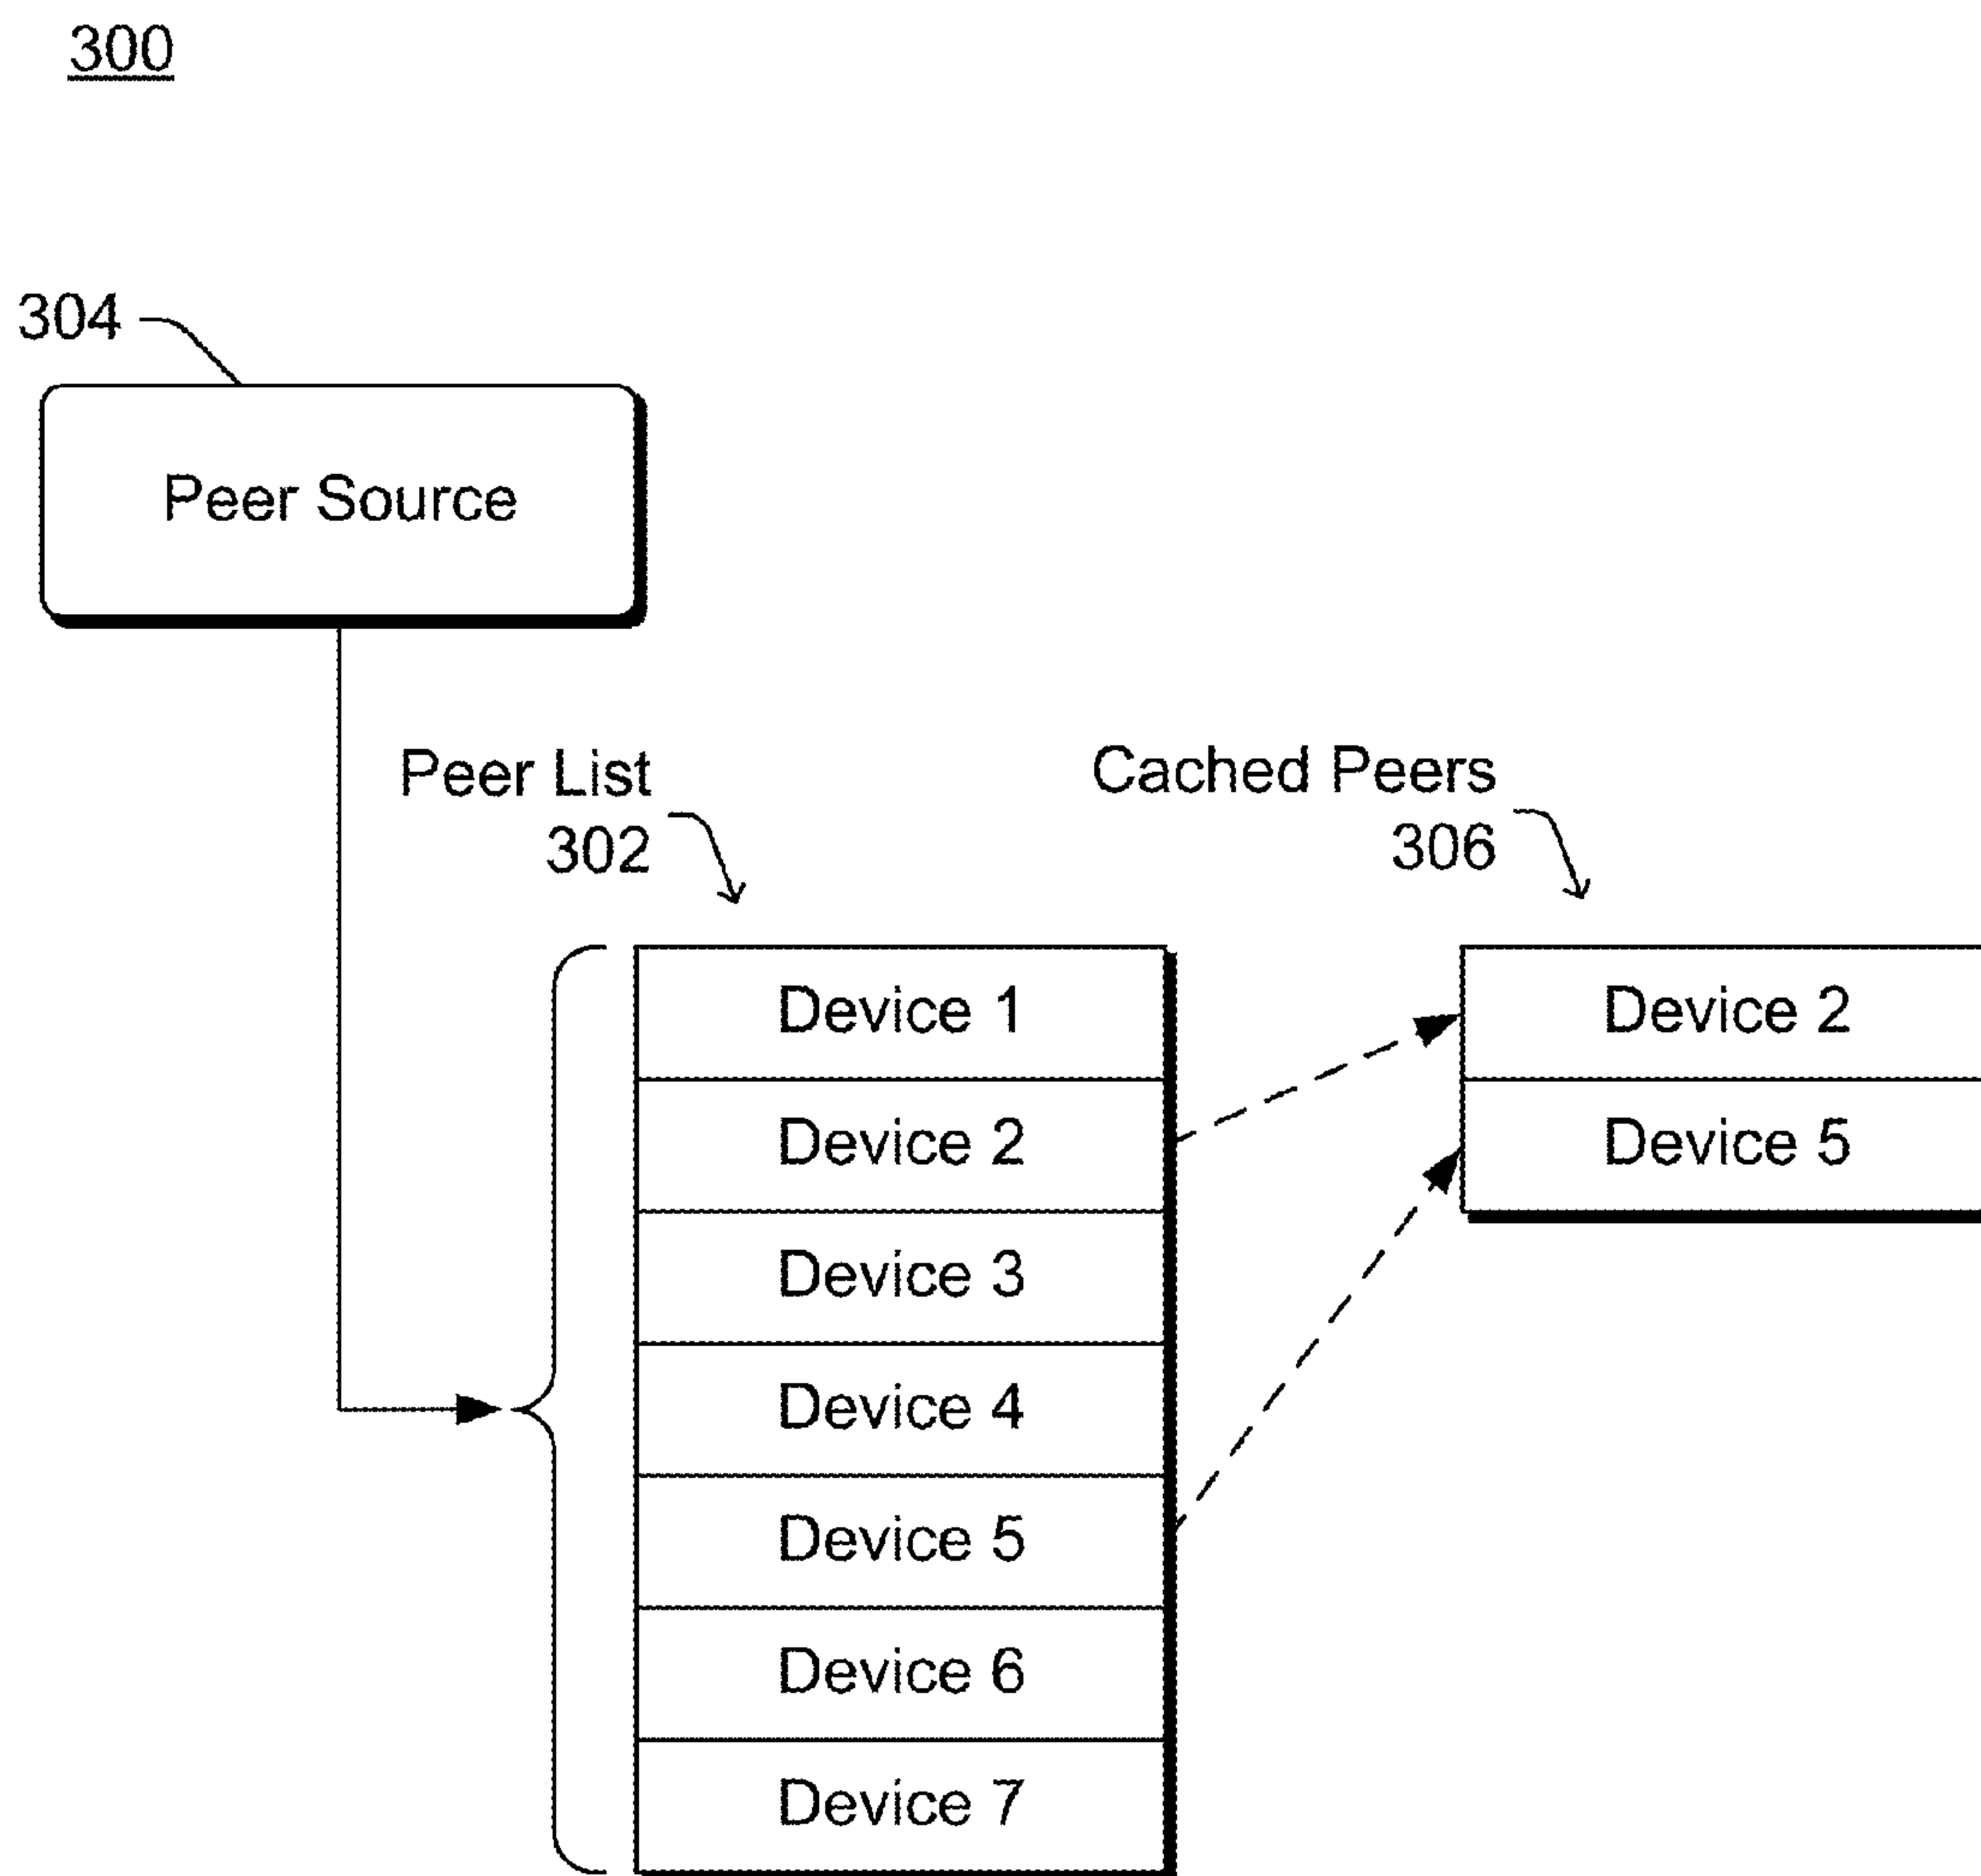 300
304
Peer Source
Peer List
302
Cached Peers
306
Device 1
Device 2
Device 3
Device 4
Device 5
Device 6
Device 7
Device 2
Device 5